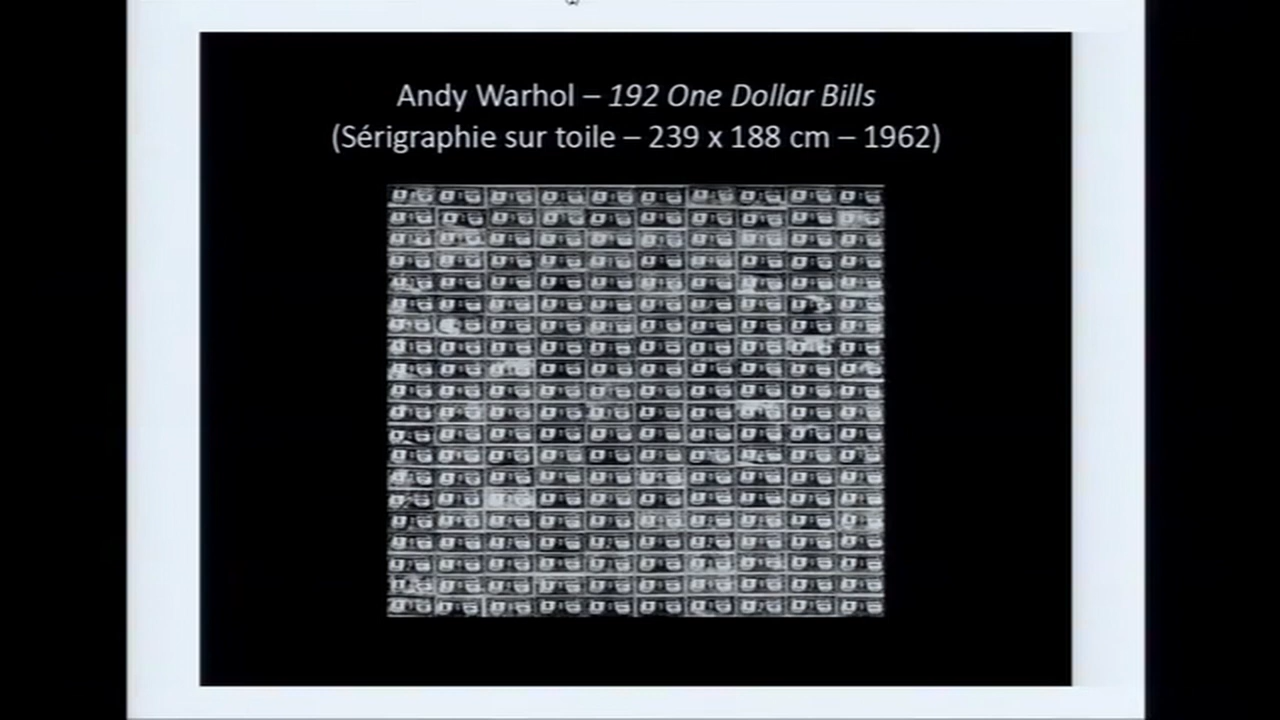 Andy Warhol – 192 One Dollar Bills
(Sérigraphie sur toile – 239 x 188 cm – 1962)